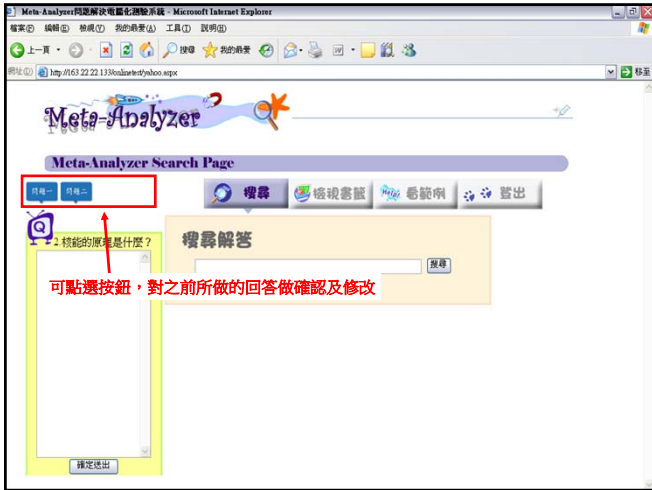 Meta-Analyzer問題解決電腦化測驗系統 - Microsoft Internet Explorer
檔案(F) 編輯(E) 檢視(V) 我的最愛(A) 工具(T) 說明(H)
上一頁 搜尋 我的最愛
網址(D) http://163.22.22.133/onlinetest/yahoo.aspx 移至
Meta-Analyzer
Meta-Analyzer Search Page
問題一 問題二 搜尋 檢視書籤 Help! 看範例 登出
Q
2.核能的原理是什麼？
搜尋解答
搜尋
可點選按鈕，對之前所做的回答做確認及修改
確定送出